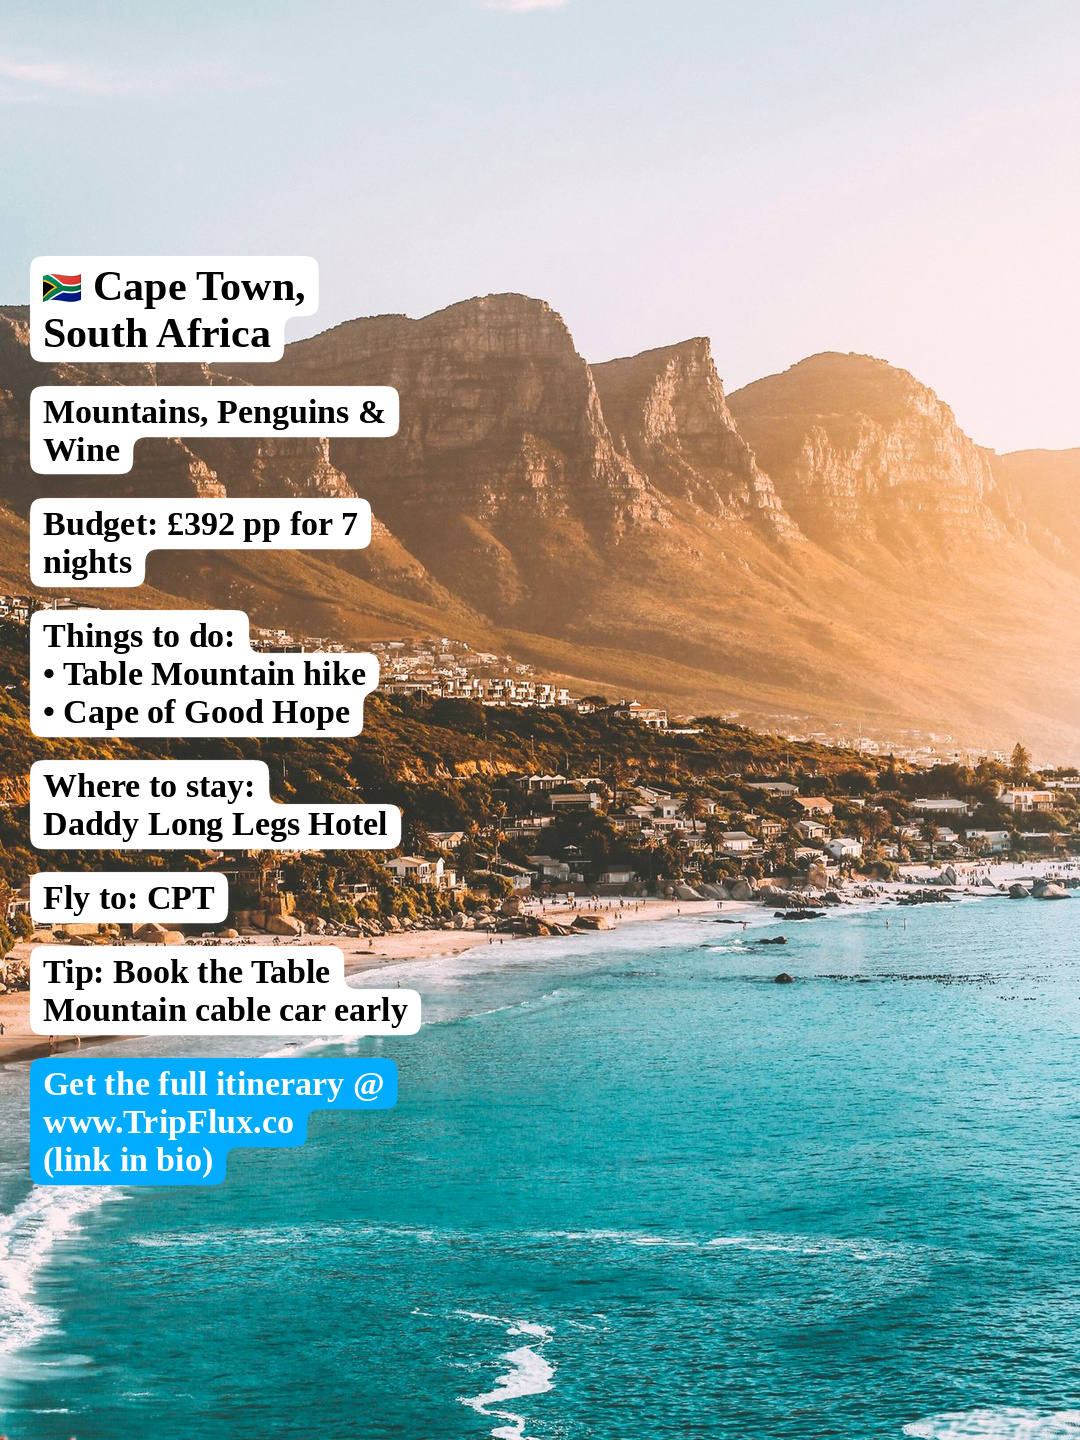 🇿🇦 Cape Town,
South Africa
Mountains, Penguins &
Wine
Budget: £392 pp for 7
nights
Things to do:
• Table Mountain hike
• Cape of Good Hope
Where to stay:
Daddy Long Legs Hotel
Fly to: CPT
Tip: Book the Table
Mountain cable car early
Get the full itinerary @
www.TripFlux.co
(link in bio)